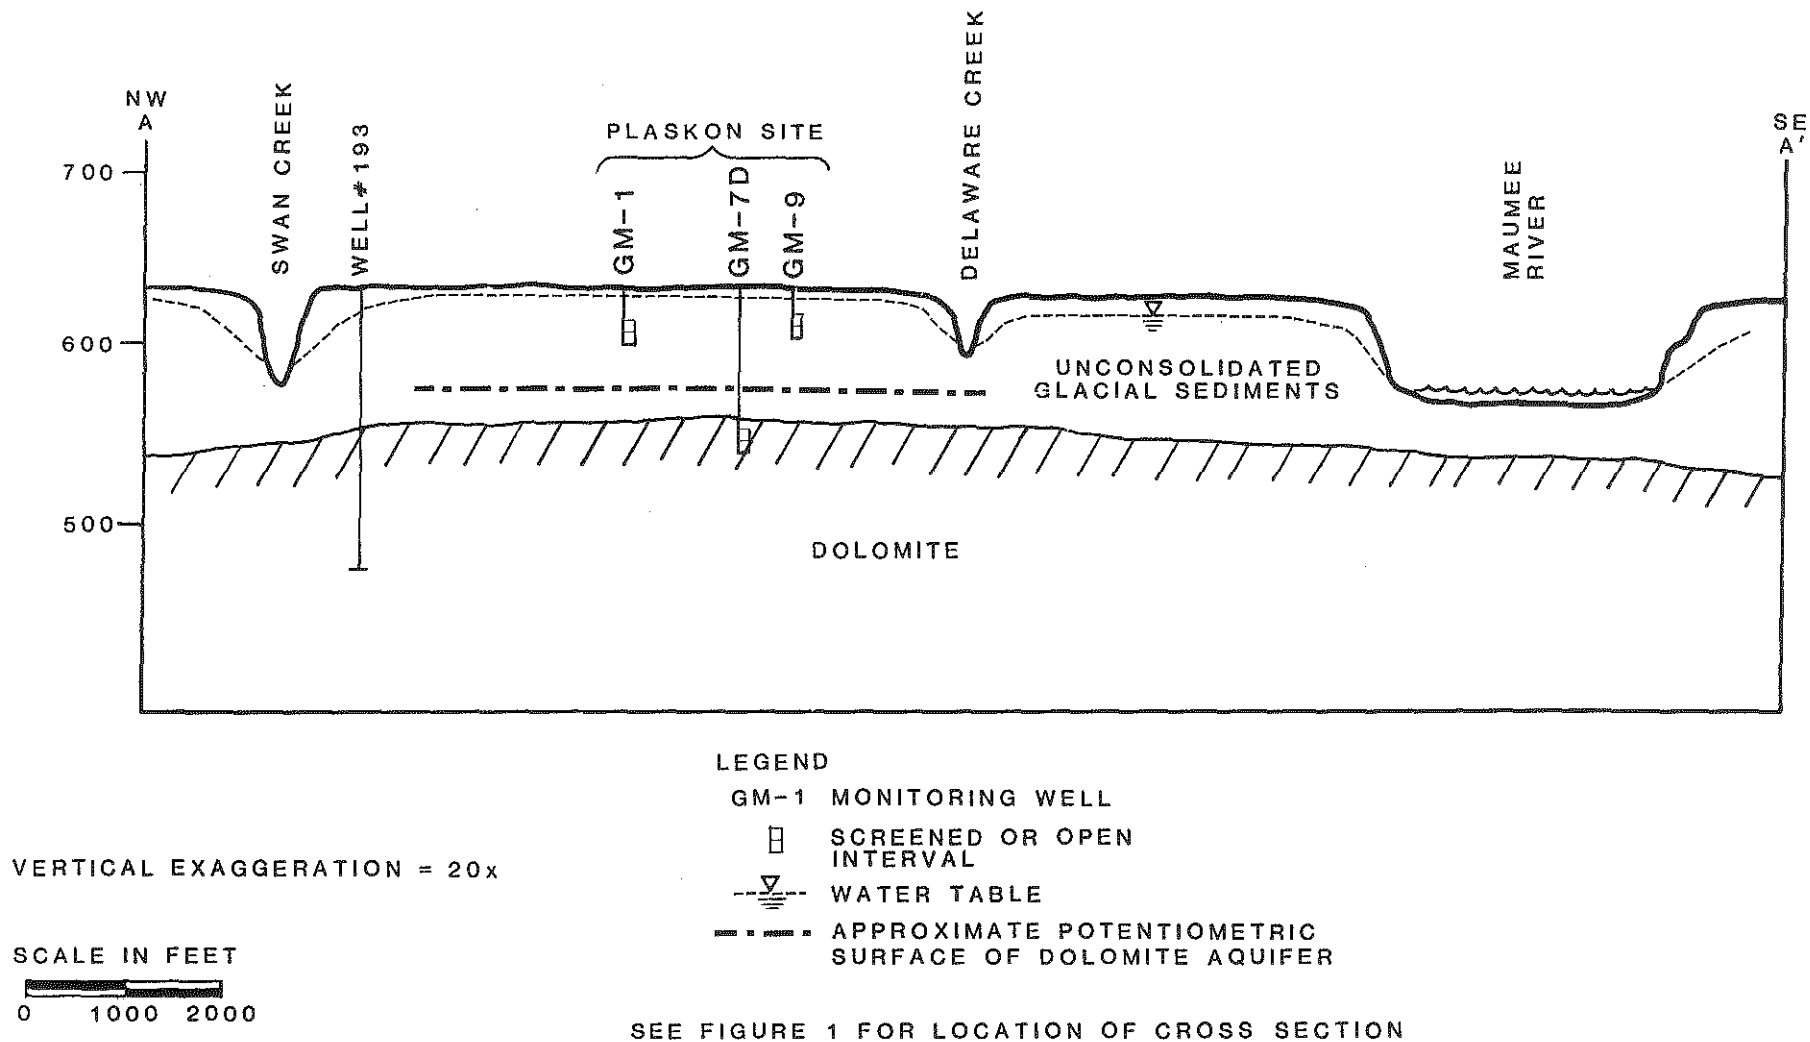 NW
A
SWAN CREEK
WELL#193
PLASKON SITE
GM-1
GM-7D
GM-9
DELAWARE CREEK
MAUMEE
RIVER
SE
A'
700
600
500
UNCONSOLIDATED
GLACIAL SEDIMENTS
DOLOMITE
LEGEND
GM-1 MONITORING WELL
SCREENED OR OPEN
INTERVAL
WATER TABLE
APPROXIMATE POTENTIOMETRIC
SURFACE OF DOLOMITE AQUIFER
VERTICAL EXAGGERATION = 20x
SCALE IN FEET
0 1000 2000
SEE FIGURE 1 FOR LOCATION OF CROSS SECTION